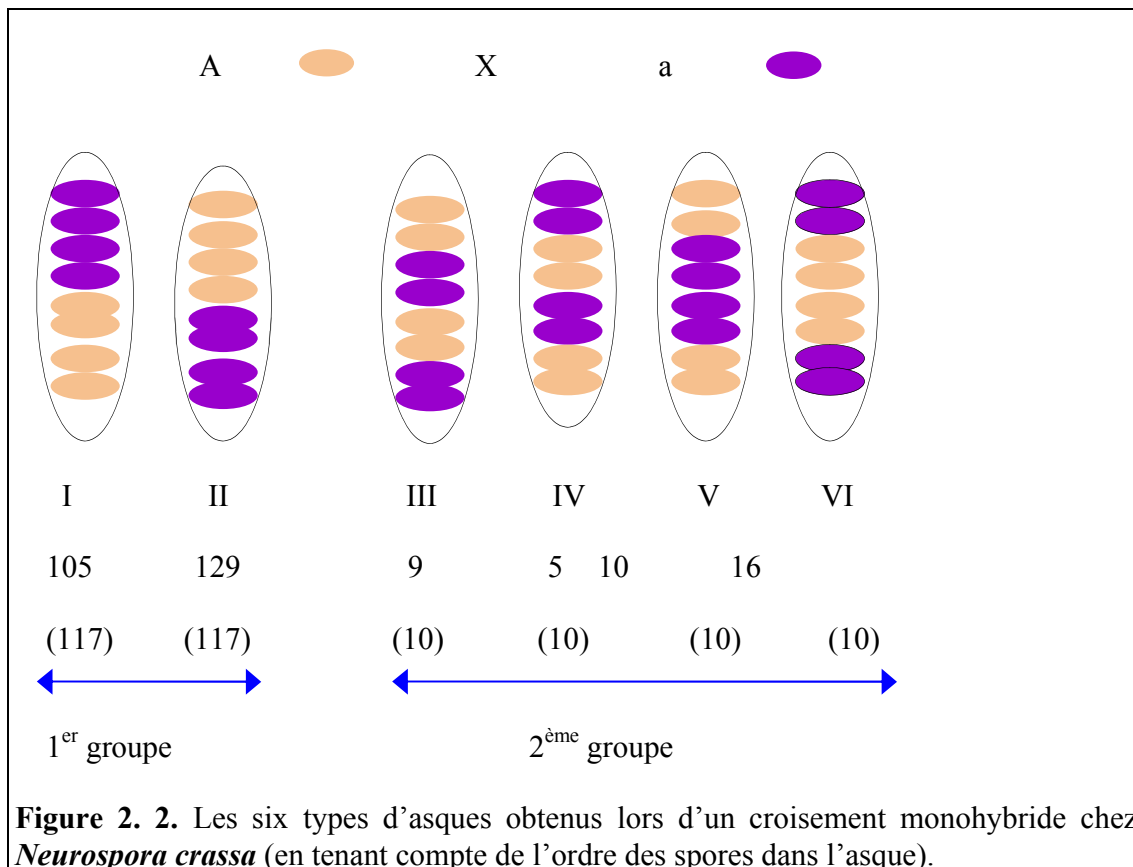 A X a
I II III IV V VI
105 129 9 5 10 16
(117) (117) (10) (10) (10) (10)
1er groupe 2ème groupe
Figure 2. 2. Les six types d'asques obtenus lors d'un croisement monohybride chez
Neurospora crassa (en tenant compte de l'ordre des spores dans l'asque).